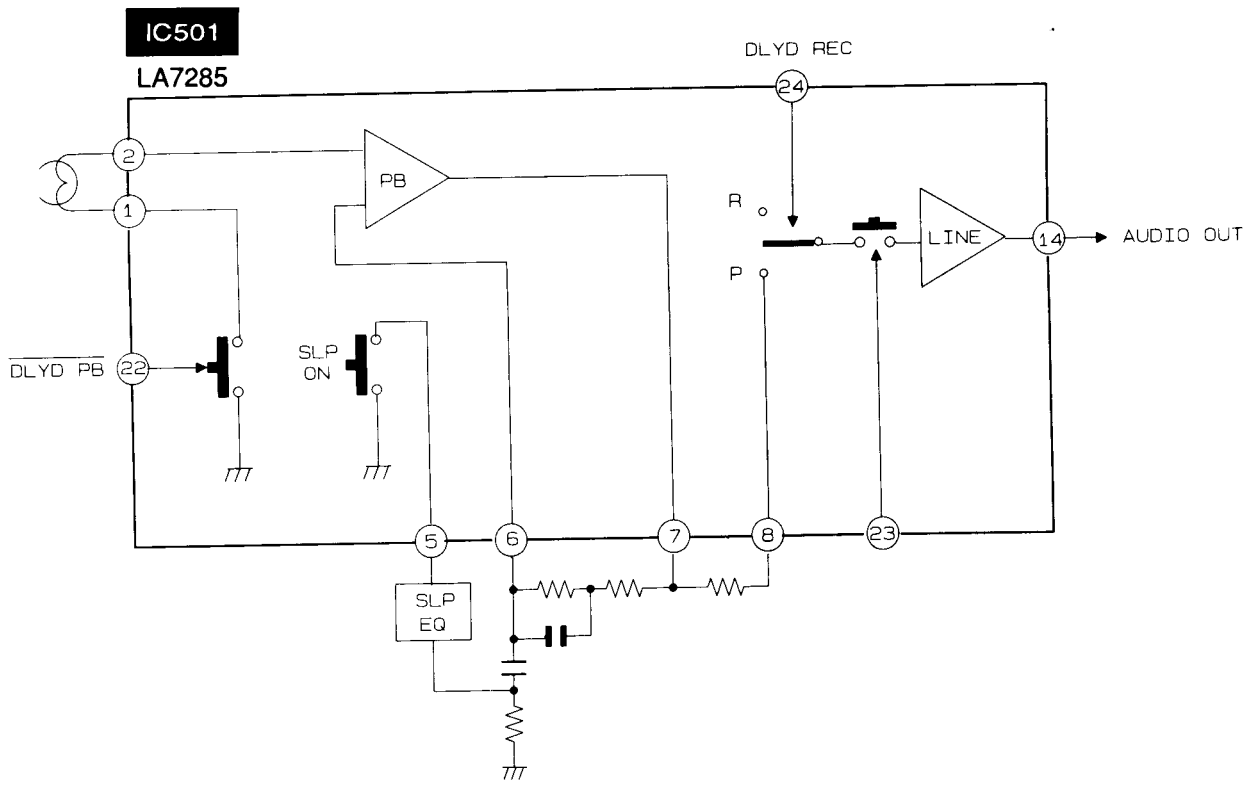 IC501
LA7285
DLYD REC
24
2
PB
1
R
LINE
14
AUDIO OUT
P
DLYD PB
22
SLP
ON
5
6
7
8
23
SLP
EQ